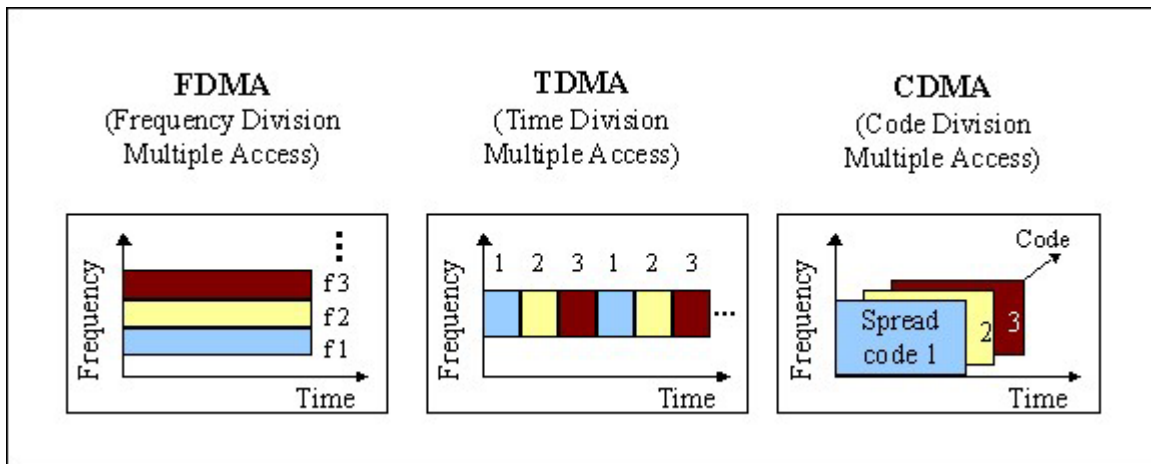 FDMA
(Frequency Division
Multiple Access)
TDMA
(Time Division
Multiple Access)
CDMA
(Code Division
Multiple Access)
Frequency
f3
f2
f1
Time
Frequency
1 2 3 1 2 3
...
Time
Frequency
Code
Spread
code 1
2
3
Time